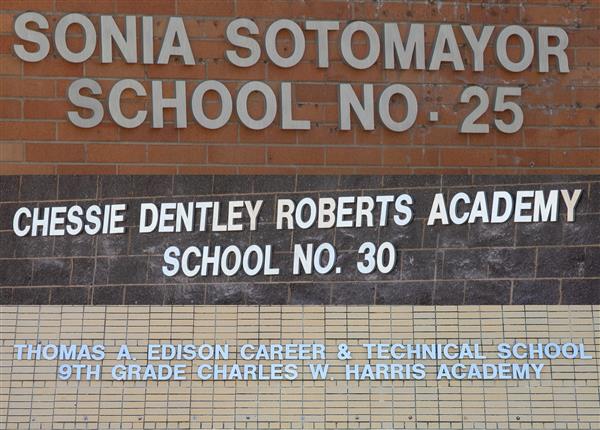 SONIA SOTOMAYOR
SCHOOL NO. 25
CHESSIE DENTLEY ROBERTS ACADEMY
SCHOOL NO. 30
THOMAS A. EDISON CAREER & TECHNICAL SCHOOL
9TH GRADE CHARLES W. HARRIS ACADEMY